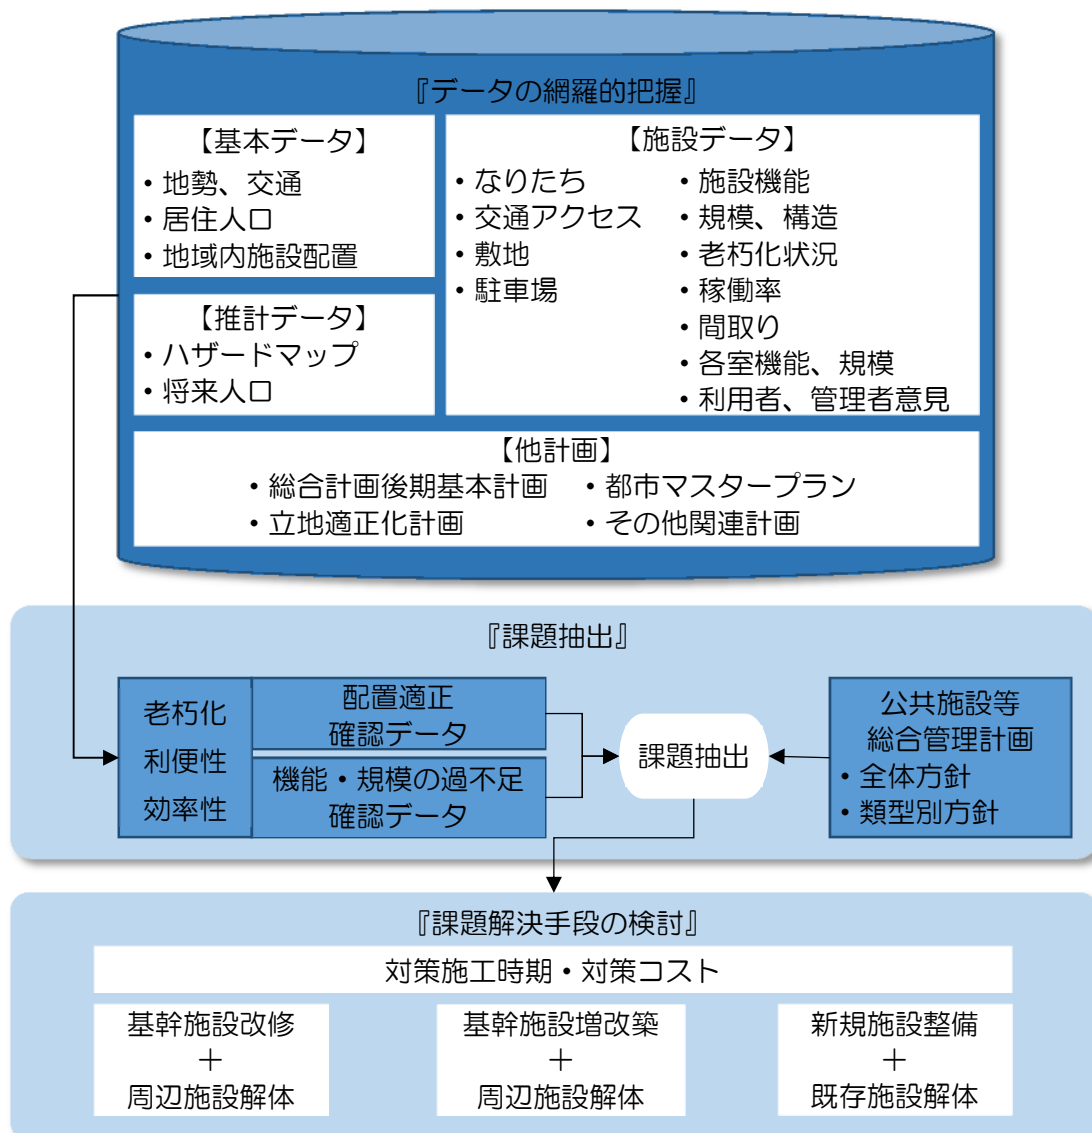 『データの網羅的把握』
【基本データ】
・地勢、交通
・居住人口
・地域内施設配置
【推計データ】
・ハザードマップ
・将来人口
【施設データ】
・なりたち
・交通アクセス
・敷地
・駐車場
・施設機能
・規模、構造
・老朽化状況
・稼働率
・間取り
・各室機能、規模
・利用者、管理者意見
【他計画】
・総合計画後期基本計画
・立地適正化計画
・都市マスタープラン
・その他関連計画
『課題抽出』
老朽化
利便性
効率性
配置適正
確認データ
機能・規模の過不足
確認データ
課題抽出
公共施設等
総合管理計画
・全体方針
・類型別方針
『課題解決手段の検討』
対策施工時期・対策コスト
基幹施設改修
＋
周辺施設解体
基幹施設増改築
＋
周辺施設解体
新規施設整備
＋
既存施設解体